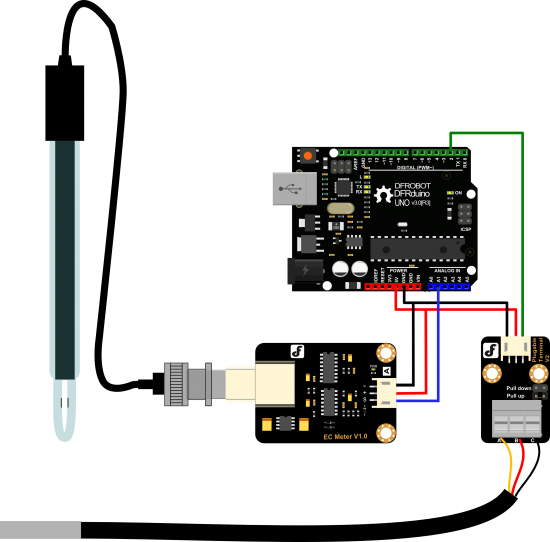 AREF
GND
13
12
~11
~10
~9
8
7
~6
~5
4
~3
2
TX 1
RX 0
DIGITAL (PWM~)
L
TX
RX
DFROBOT
DFRduino
UNO v3.0[R3]
ON
ICSP
POWER
ANALOG IN
RESET
3V3
5V
GND
GND
VIN
A0
A1
A2
A3
A4
A5
A
EC Meter V1.0
Plugable
Terminal
V2
Pull down
Pull up
A
B
C